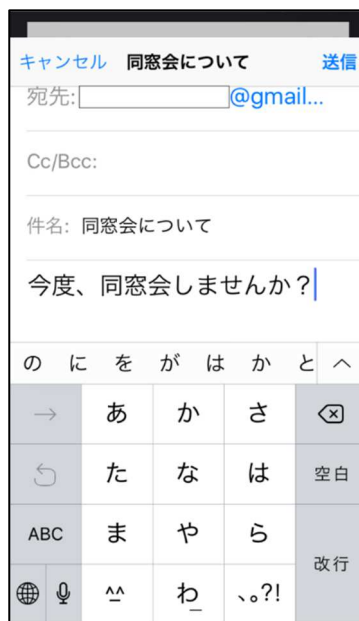 キャンセル 同窓会について 送信
宛先: @gmail...
Cc/Bcc:
件名: 同窓会について
今度、同窓会しませんか？
の に を が は か と
→ あ か さ
た な は 空白
ABC ま や ら 改行
^^ わ_ 、。?!